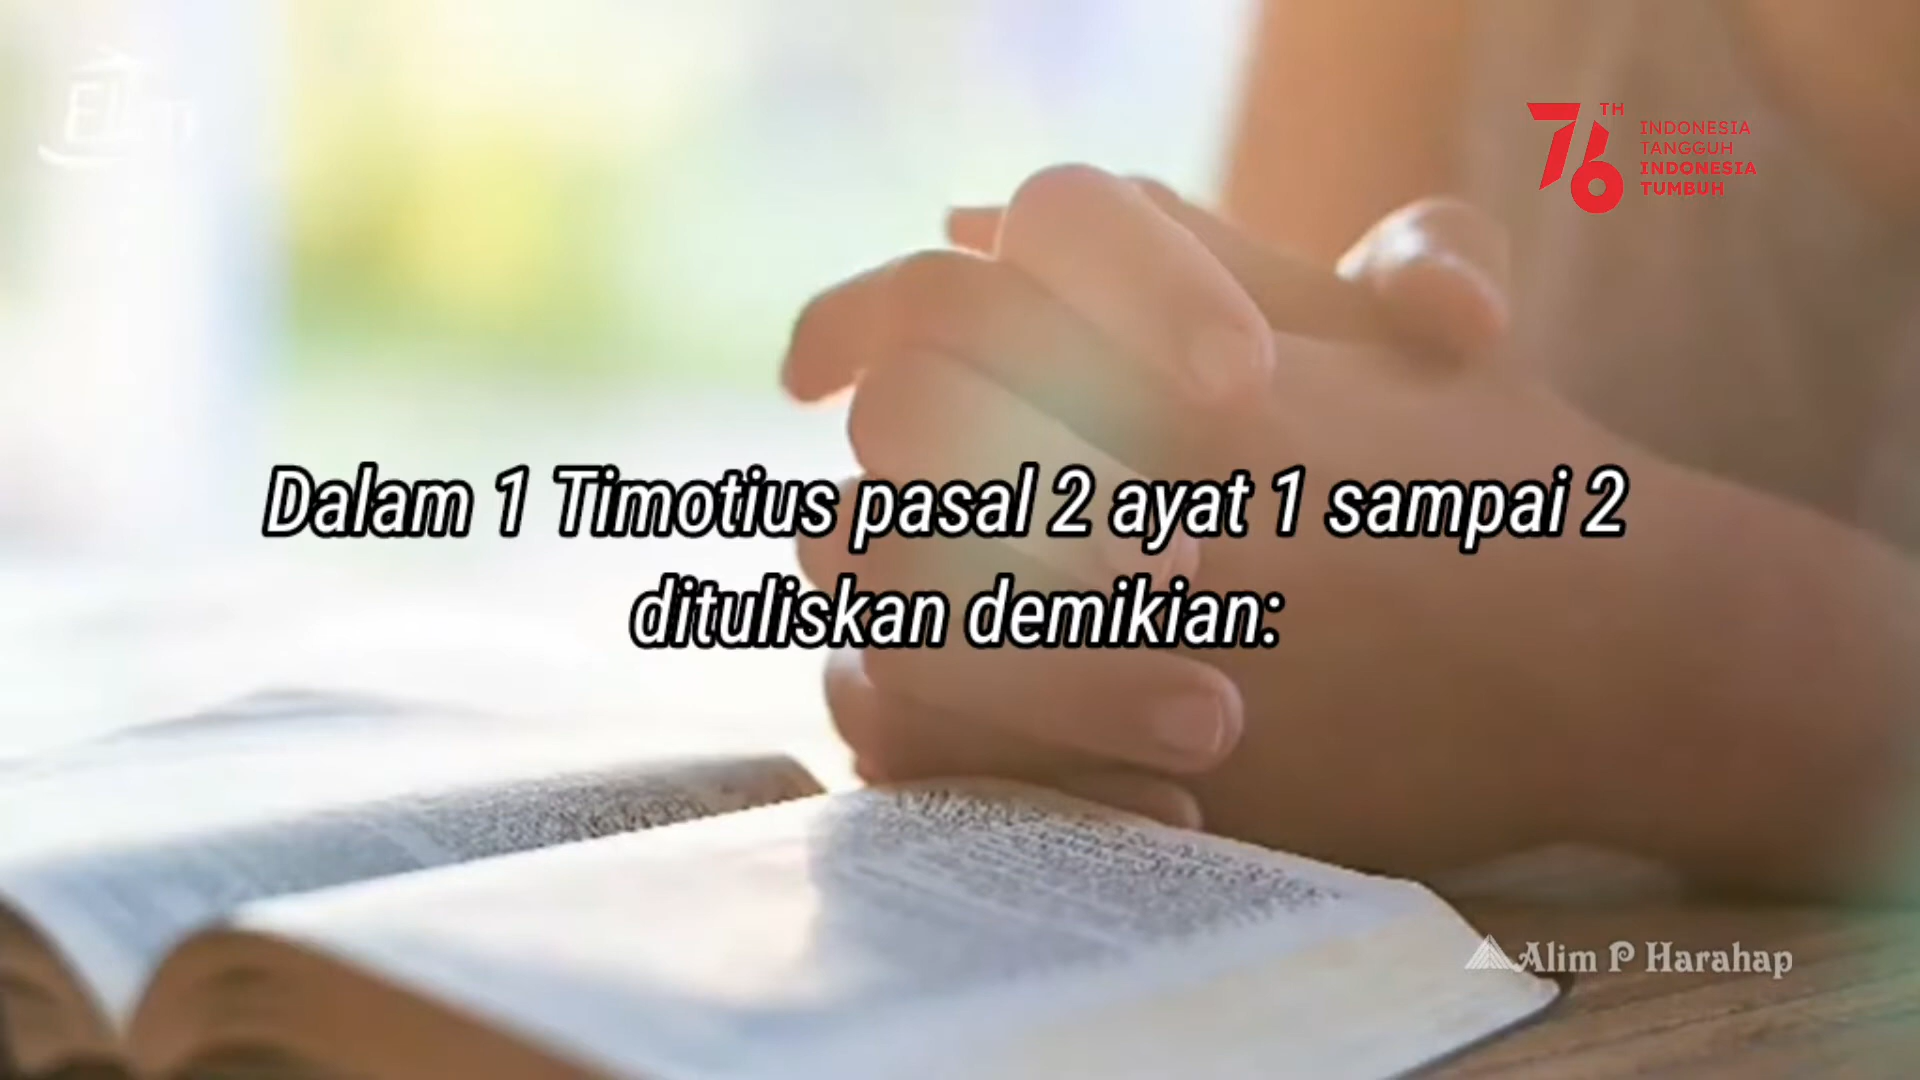 76
TH
INDONESIA
TANGGUH
INDONESIA
TUMBUH
Dalam 1 Timotius pasal 2 ayat 1 sampai 2
dituliskan demikian:
Alim P Harahap